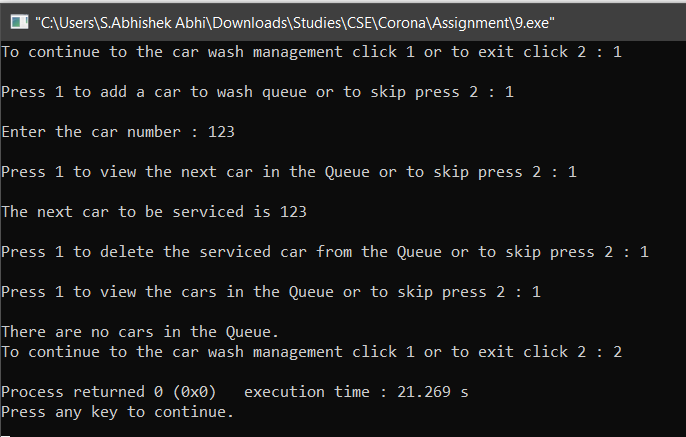 "C:\Users\S.Abhishek Abhi\Downloads\Studies\CSE\Corona\Assignment\9.exe"
To continue to the car wash management click 1 or to exit click 2 : 1
Press 1 to add a car to wash queue or to skip press 2 : 1
Enter the car number : 123
Press 1 to view the next car in the Queue or to skip press 2 : 1
The next car to be serviced is 123
Press 1 to delete the serviced car from the Queue or to skip press 2 : 1
Press 1 to view the cars in the Queue or to skip press 2 : 1
There are no cars in the Queue.
To continue to the car wash management click 1 or to exit click 2 : 2
Process returned 0 (0x0)   execution time : 21.269 s
Press any key to continue.